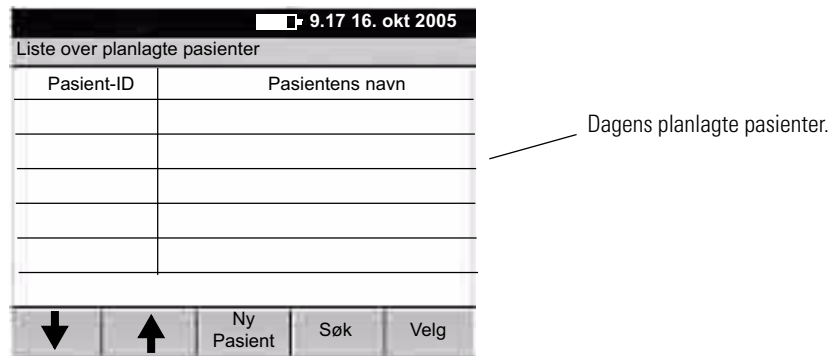 9.17 16. okt 2005
Liste over planlagte pasienter
Pasient-ID Pasientens navn
Dagens planlagte pasienter.
Ny
Pasient
Søk
Velg